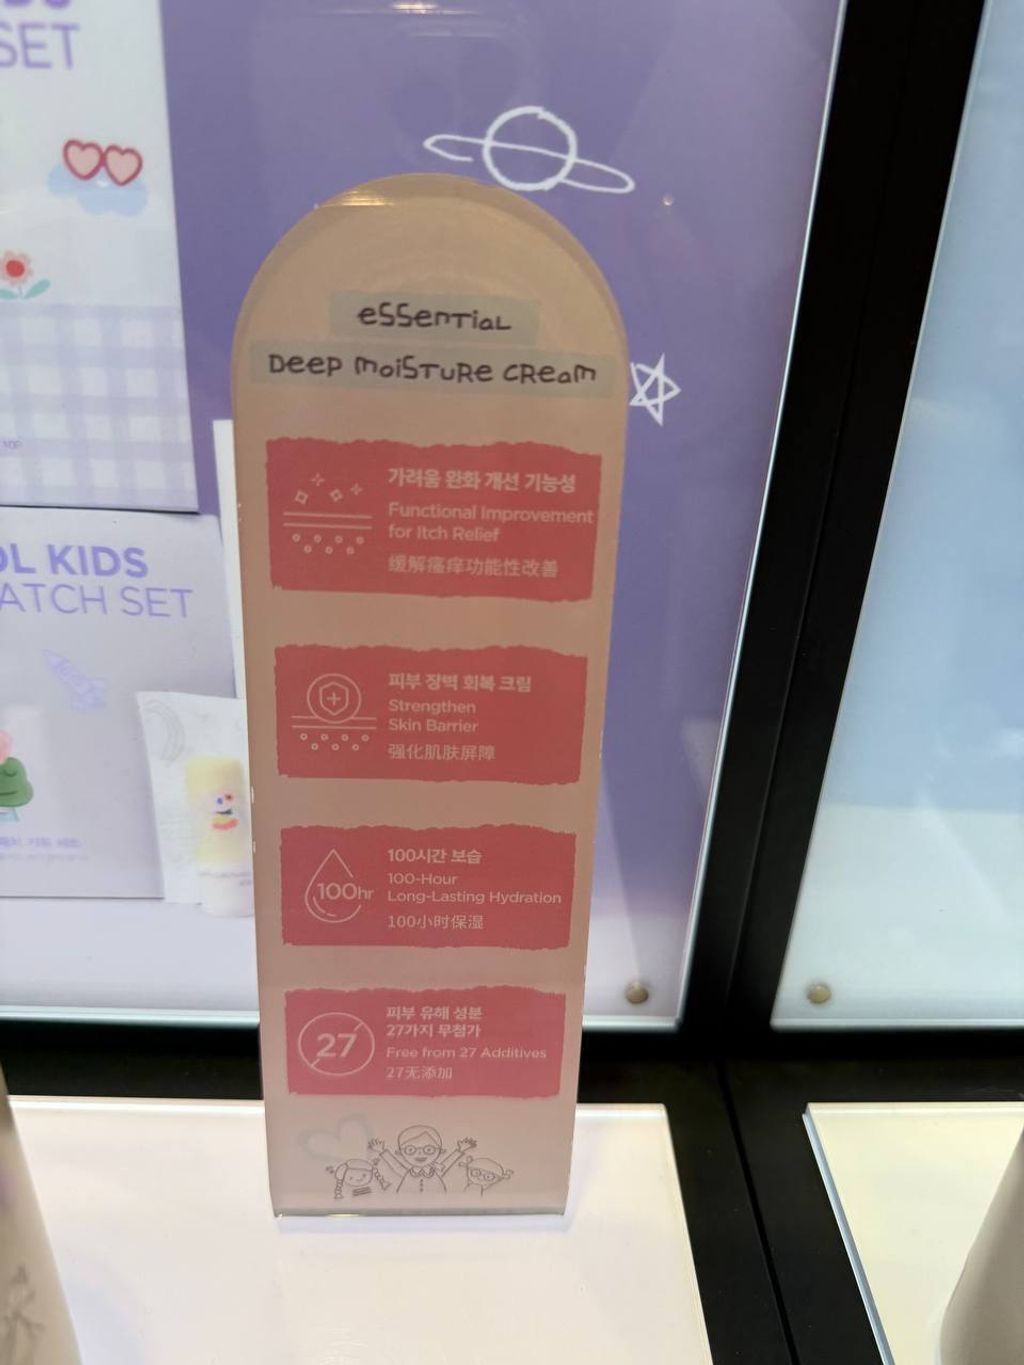 SET
10P
OL KIDS
ATCH SET
essential
Deep moisture cream
가려움 완화 개선 기능성
Functional Improvement
for Itch Relief
缓解瘙痒功能性改善
피부 장벽 회복 크림
Strengthen
Skin Barrier
强化肌肤屏障
100hr
100시간 보습
100-Hour
Long-Lasting Hydration
100小时保湿
27
피부 유해 성분
27가지 무첨가
Free from 27 Additives
27无添加